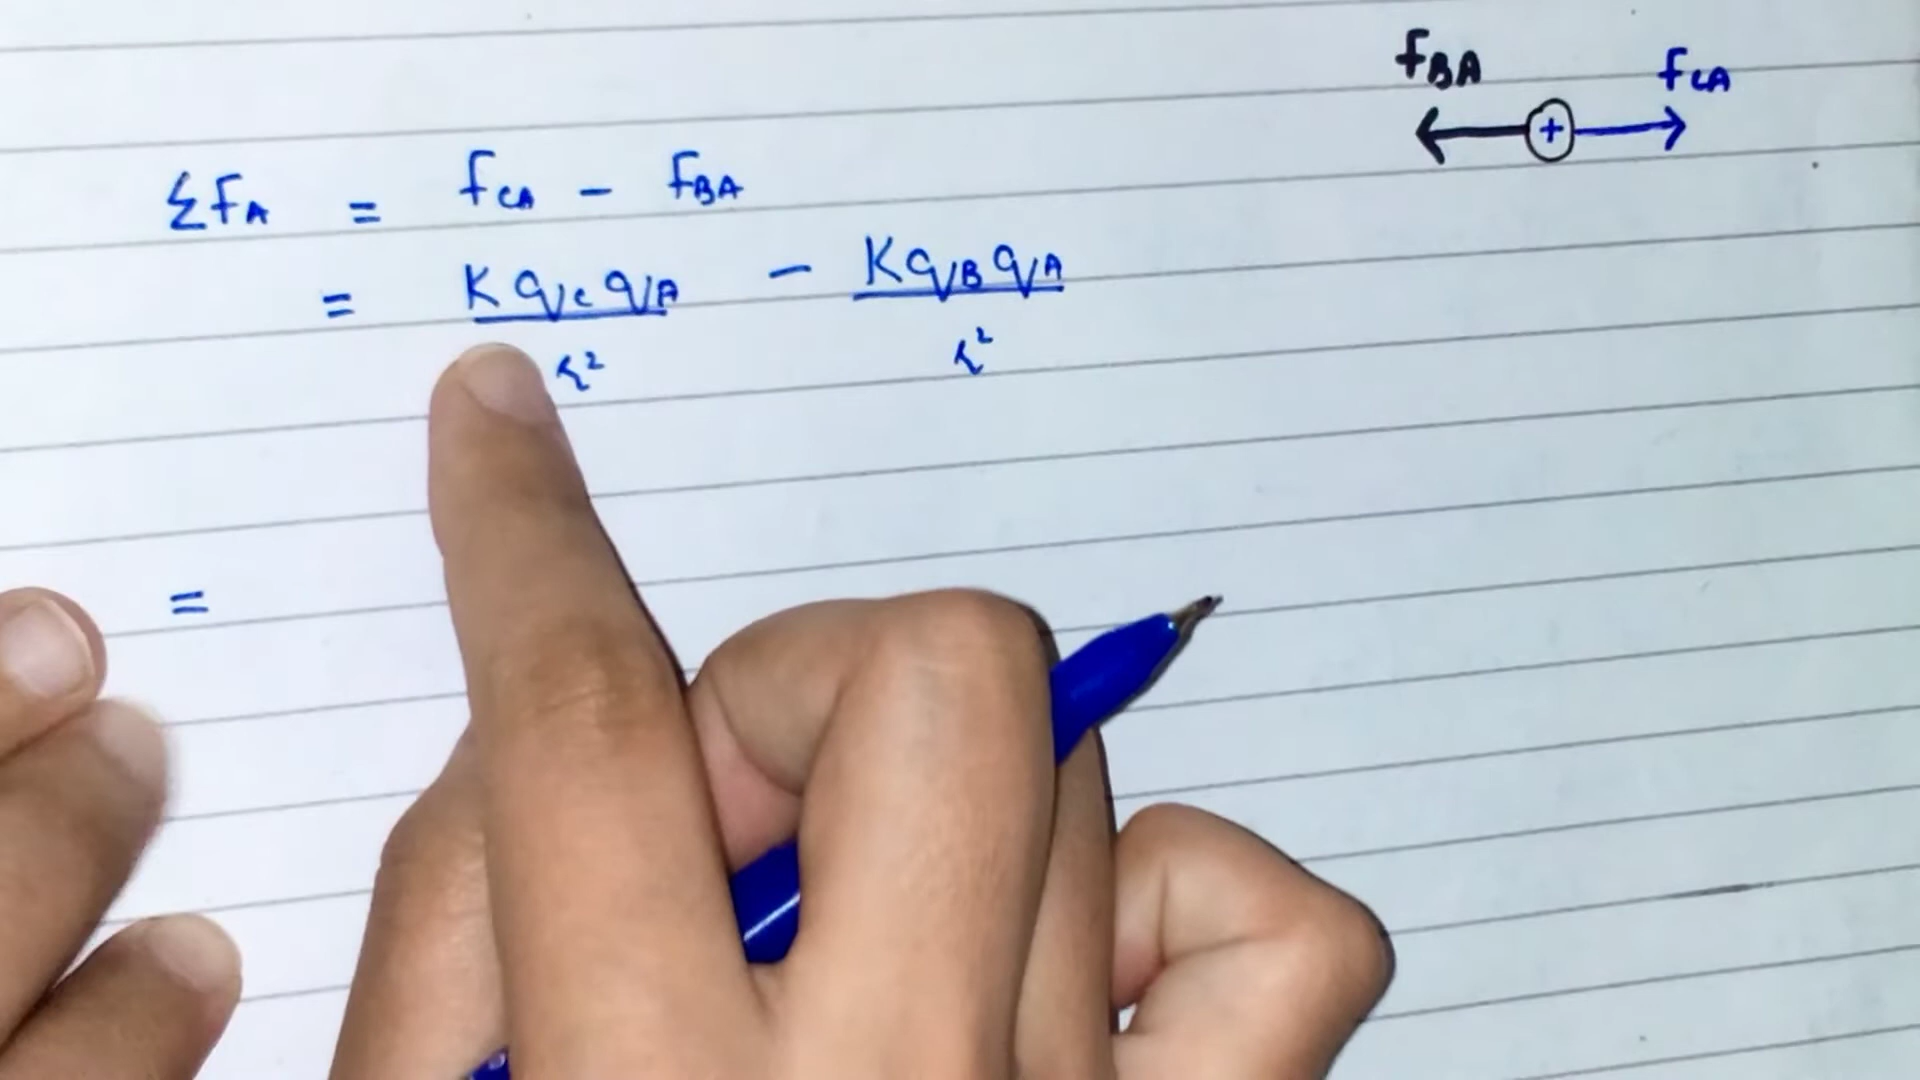 fBA fCA
+
ΣFA = fCA - fBA
= KqCqA/r² - KqBqA/r²
=